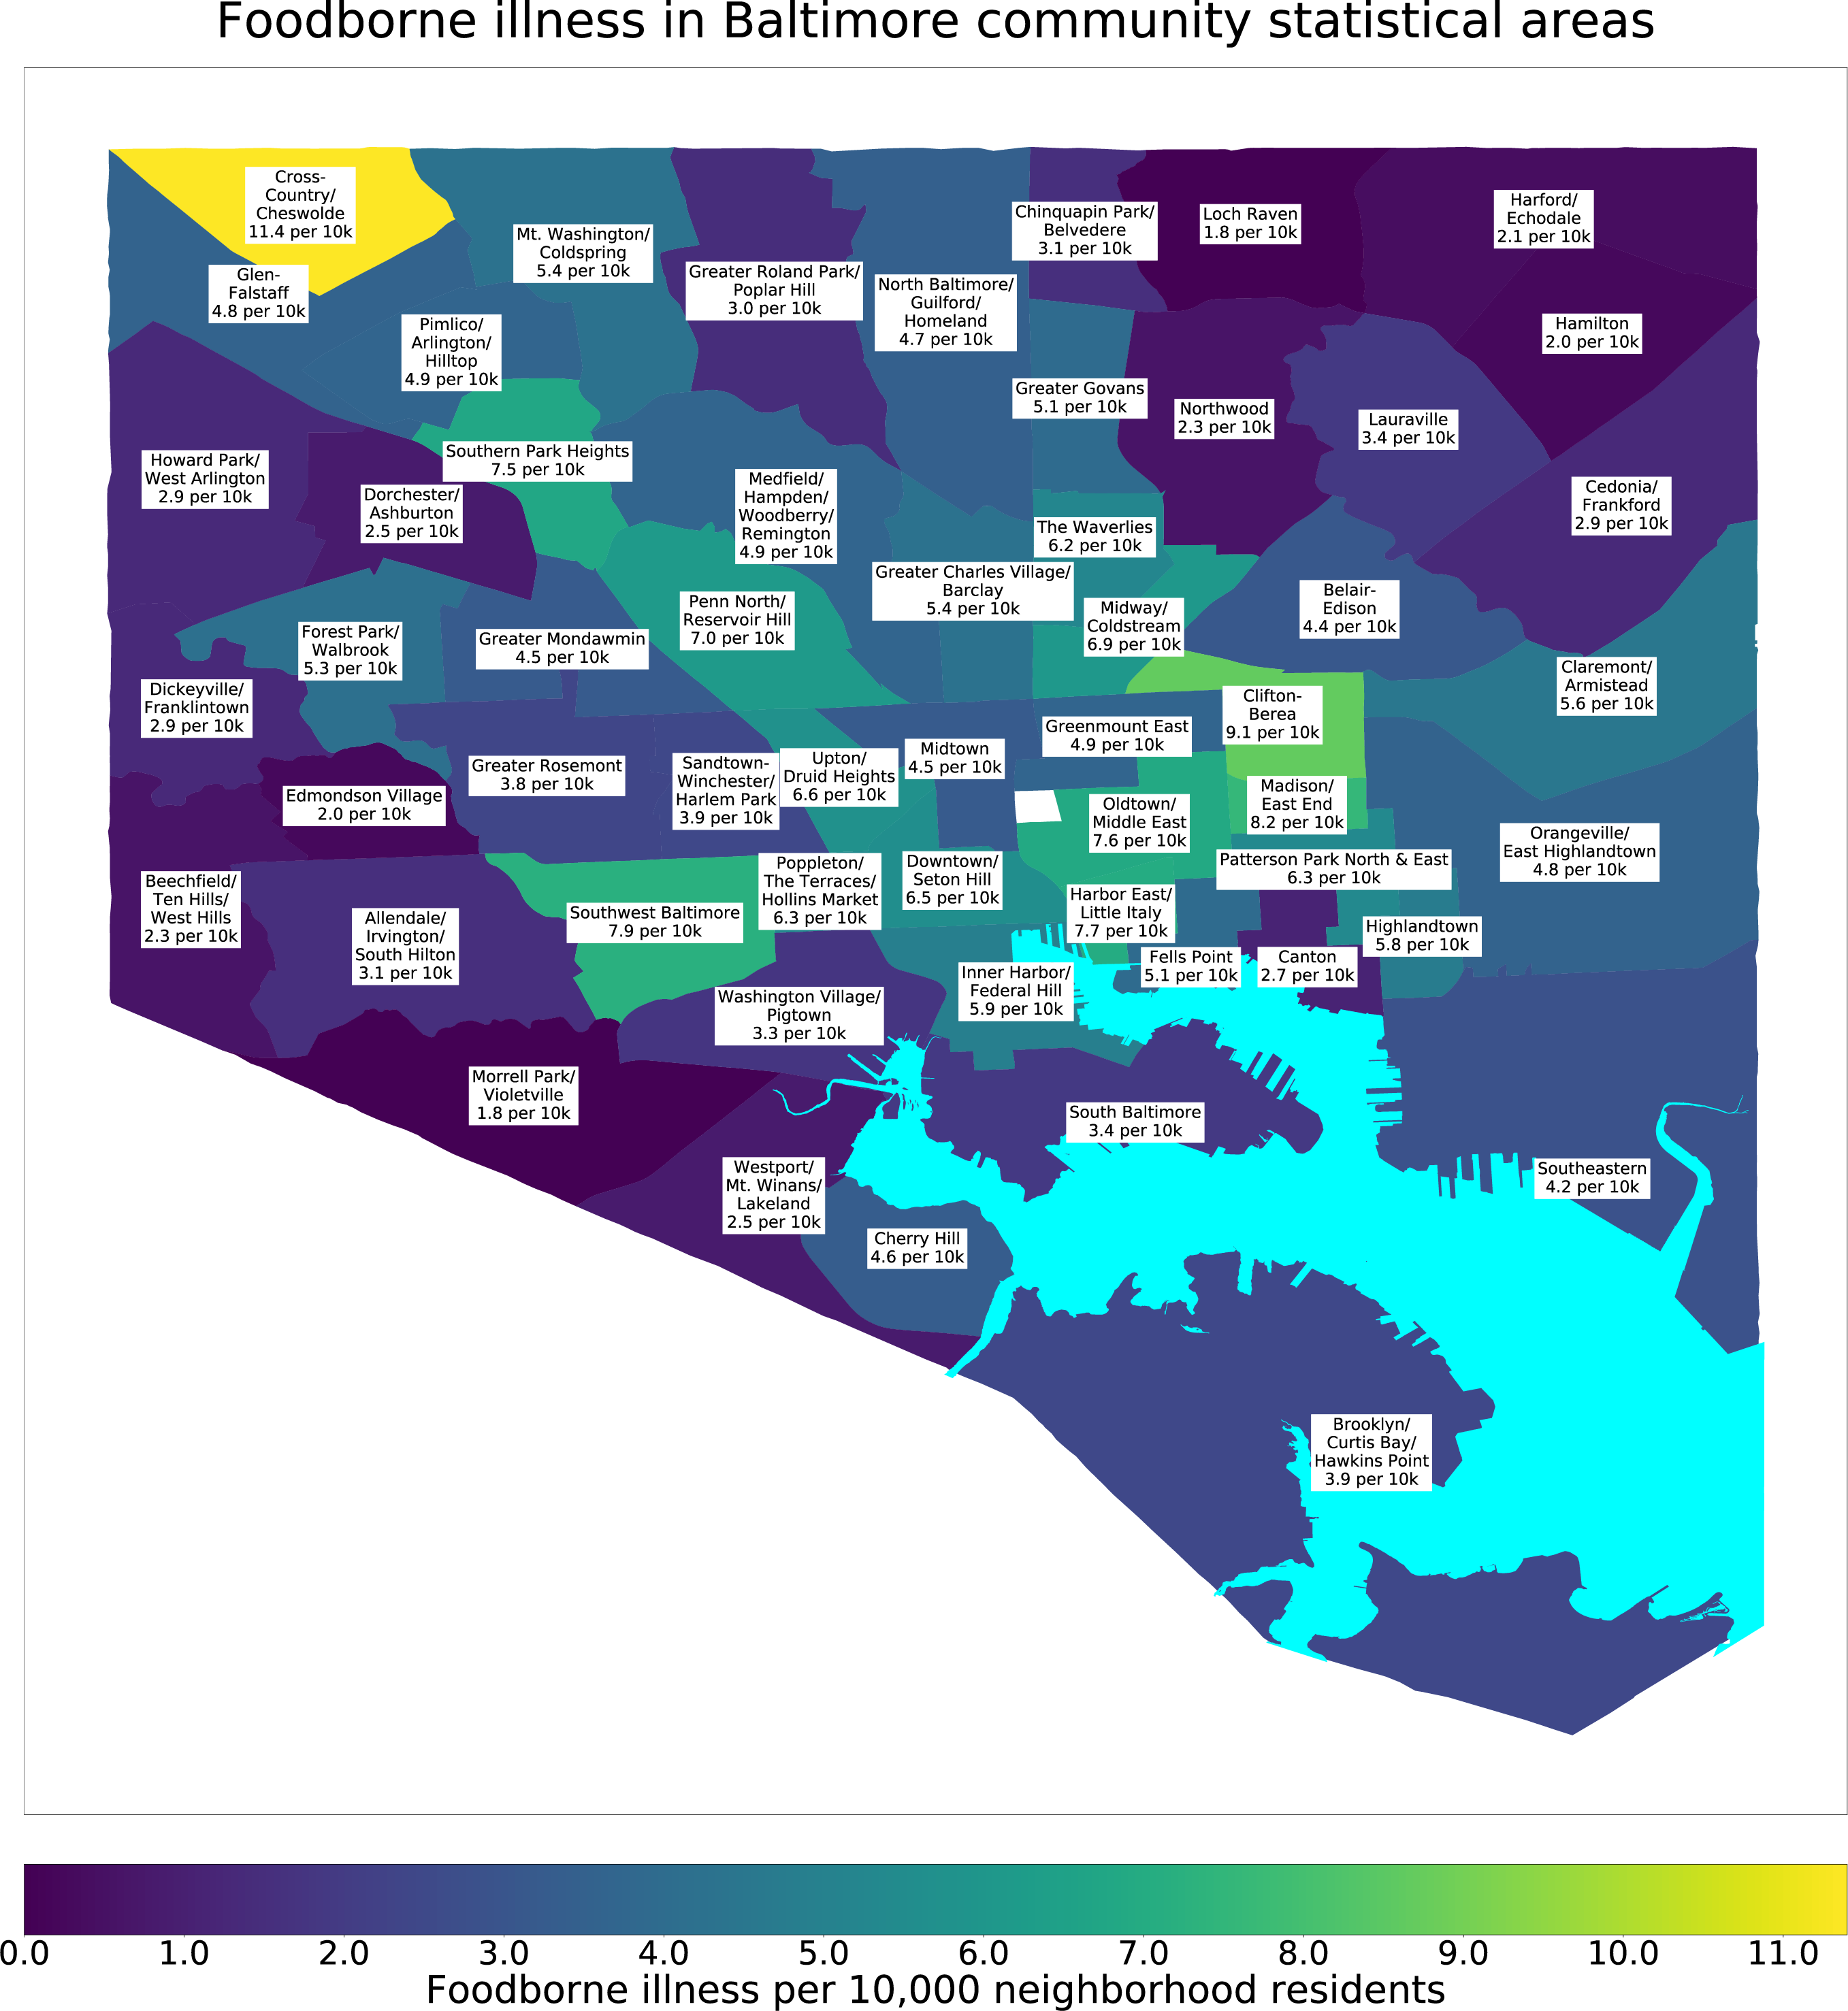 Foodborne illness in Baltimore community statistical areas
Cross-
Country/
Cheswolde
11.4 per 10k
Glen-
Falstaff
4.8 per 10k
Mt. Washington/
Coldspring
5.4 per 10k
Greater Roland Park/
Poplar Hill
3.0 per 10k
North Baltimore/
Guilford/
Homeland
4.7 per 10k
Chinquapin Park/
Belvedere
3.1 per 10k
Loch Raven
1.8 per 10k
Harford/
Echodale
2.1 per 10k
Hamilton
2.0 per 10k
Pimlico/
Arlington/
Hilltop
4.9 per 10k
Greater Govans
5.1 per 10k
Northwood
2.3 per 10k
Lauraville
3.4 per 10k
Howard Park/
West Arlington
2.9 per 10k
Southern Park Heights
7.5 per 10k
Dorchester/
Ashburton
2.5 per 10k
Medfield/
Hampden/
Woodberry/
Remington
4.9 per 10k
The Waverlies
6.2 per 10k
Cedonia/
Frankford
2.9 per 10k
Greater Charles Village/
Barclay
5.4 per 10k
Belair-
Edison
4.4 per 10k
Penn North/
Reservoir Hill
7.0 per 10k
Midway/
Coldstream
6.9 per 10k
Forest Park/
Walbrook
5.3 per 10k
Greater Mondawmin
4.5 per 10k
Claremont/
Armistead
5.6 per 10k
Dickeyville/
Franklintown
2.9 per 10k
Clifton-
Berea
9.1 per 10k
Greenmount East
4.9 per 10k
Midtown
4.5 per 10k
Upton/
Druid Heights
6.6 per 10k
Sandtown-
Winchester/
Harlem Park
3.9 per 10k
Greater Rosemont
3.8 per 10k
Edmondson Village
2.0 per 10k
Madison/
East End
8.2 per 10k
Oldtown/
Middle East
7.6 per 10k
Orangeville/
East Highlandtown
4.8 per 10k
Patterson Park North & East
6.3 per 10k
Poppleton/
The Terraces/
Hollins Market
6.3 per 10k
Downtown/
Seton Hill
6.5 per 10k
Beechfield/
Ten Hills/
West Hills
2.3 per 10k
Harbor East/
Little Italy
7.7 per 10k
Southwest Baltimore
7.9 per 10k
Allendale/
Irvington/
South Hilton
3.1 per 10k
Highlandtown
5.8 per 10k
Fells Point
5.1 per 10k
Canton
2.7 per 10k
Inner Harbor/
Federal Hill
5.9 per 10k
Washington Village/
Pigtown
3.3 per 10k
Morrell Park/
Violetville
1.8 per 10k
South Baltimore
3.4 per 10k
Westport/
Mt. Winans/
Lakeland
2.5 per 10k
Southeastern
4.2 per 10k
Cherry Hill
4.6 per 10k
Brooklyn/
Curtis Bay/
Hawkins Point
3.9 per 10k
0.0 1.0 2.0 3.0 4.0 5.0 6.0 7.0 8.0 9.0 10.0 11.0
Foodborne illness per 10,000 neighborhood residents